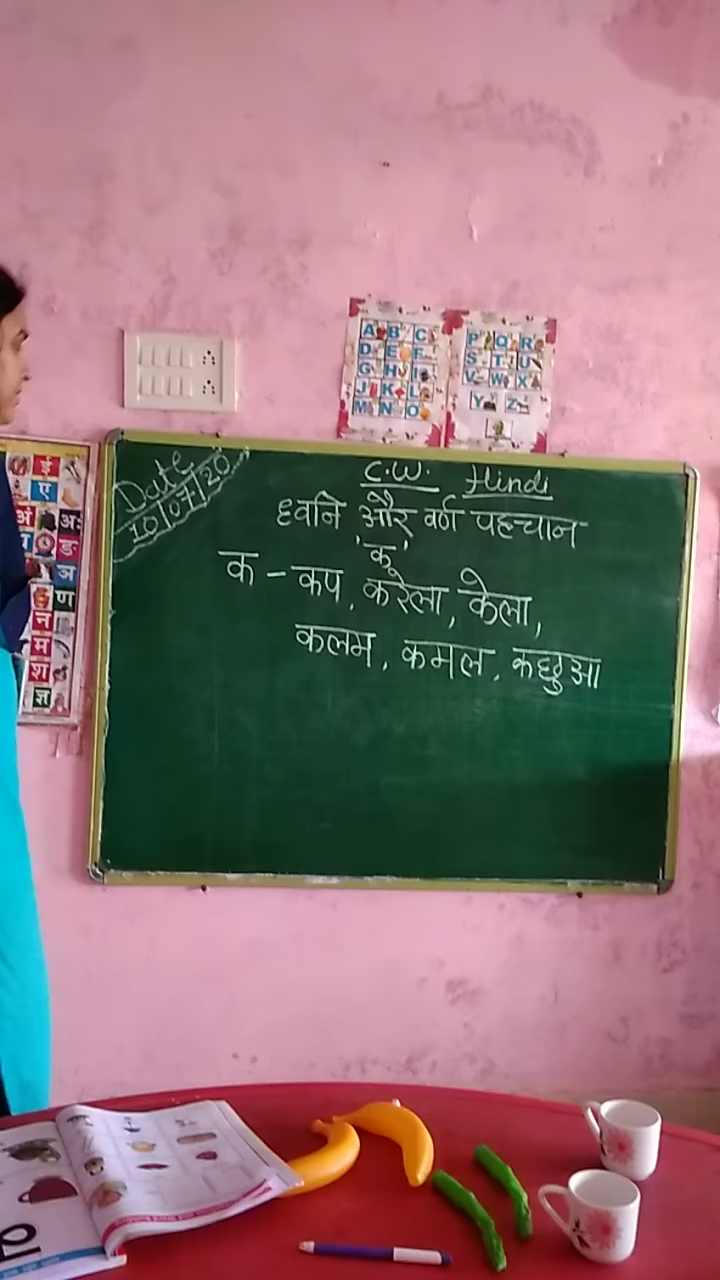 Date
10/07/20
C.W. Hindi
ध्वनि और वर्ण पहचान
'क'
क - कप, करेला, केला,
कलम, कमल, कछुआ
A B C
D E F
G H I
J K L
M N O
P Q R
S T U
V W X
Y Z
ई
ए
अं अः
ङ
ञ
ण
न
म
श
ज्ञ